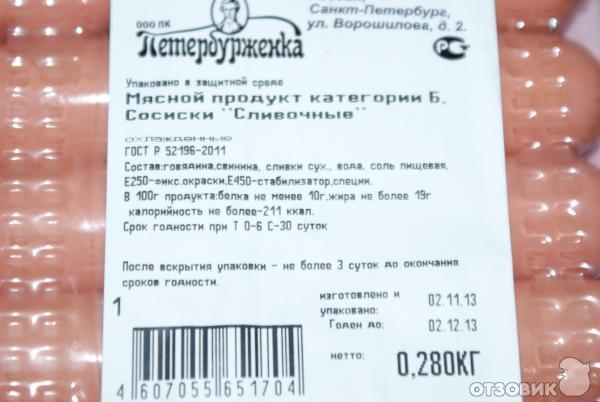 Санкт-Петербург,
ул. Ворошилова, д. 2.
ООО ПК
Петербурженка
РС
Упаковано в защитной среде
Мясной продукт категории Б.
Сосиски "Сливочные"
охлажденные
ГОСТ Р 52196-2011
Состав:говядина,свинина, сливки сух., вода, соль пищевая,
Е250-фикс.окраски,Е450-стабилизатор,специи.
В 100г продукта:белка не менее 10г,жира не более 19г
калорийность не более-211 ккал.
Срок годности при Т 0-6 С-30 суток
После вскрытия упаковки - не более 3 суток до окончания
сроков годности.
1
изготовлено и
упаковано:
02.11.13
Годен до:
02.12.13
нетто:
0,280КГ
4 607055 651704
ОТЗОВИК